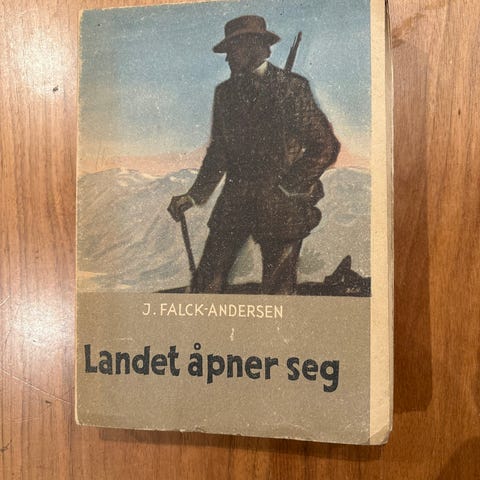 J. FALCK-ANDERSEN
Landet åpner seg